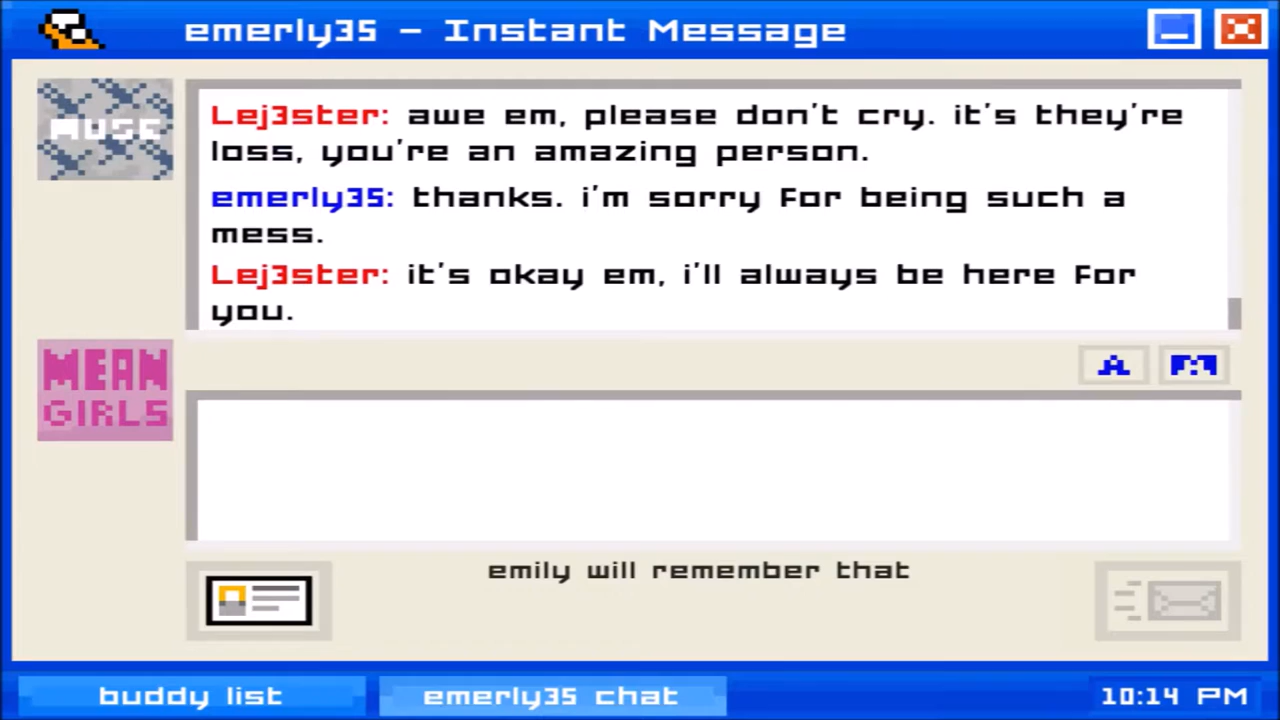 emerly35 - Instant Message
MUSE
Lej3ster: awe em, please don't cry. it's they're
loss, you're an amazing person.
emerly35: thanks. i'm sorry for being such a
mess.
Lej3ster: it's okay em, i'll always be here for
you.
MEAN
GIRLS
A
emily will remember that
buddy list
emerly35 chat
10:14 PM